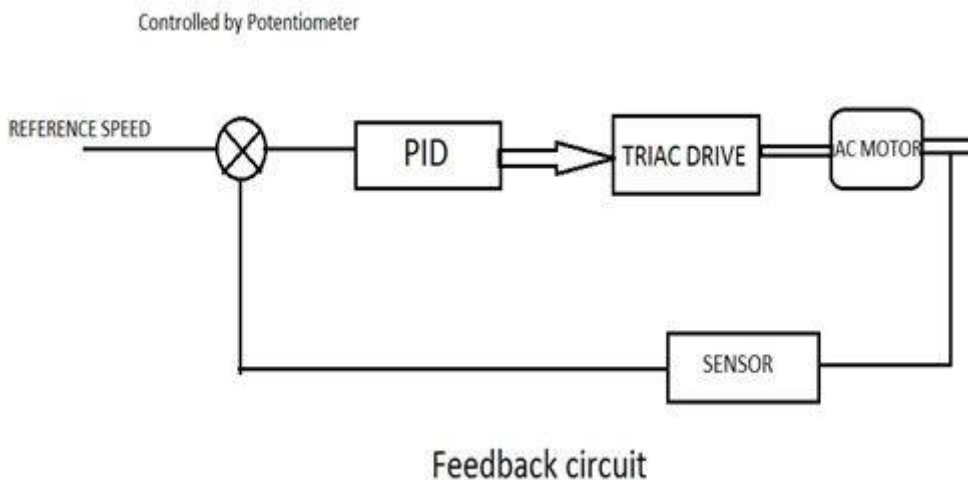 Controlled by Potentiometer
REFERENCE SPEED
PID
TRIAC DRIVE
AC MOTOR
SENSOR
Feedback circuit